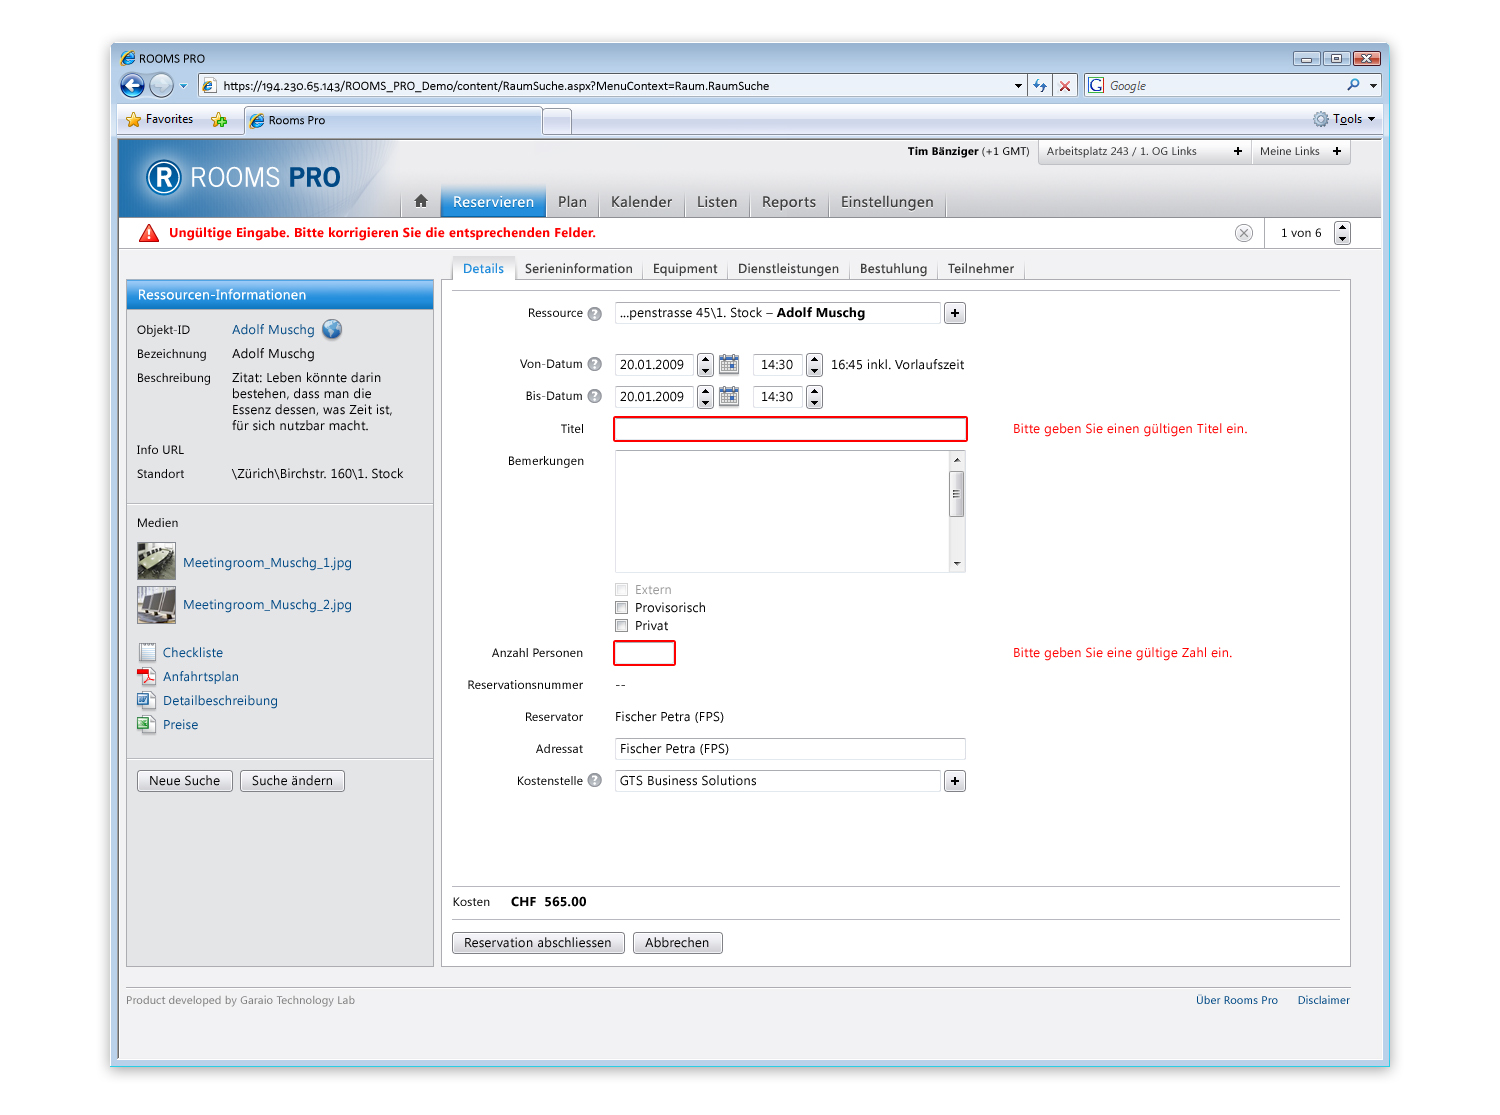 ROOMS PRO
https://194.230.65.143/ROOMS_PRO_Demo/content/RaumSuche.aspx?MenuContext=Raum.RaumSuche
Google
Favorites
Rooms Pro
Tools
Tim Bänziger (+1 GMT)
Arbeitsplatz 243 / 1. OG Links
Meine Links
R ROOMS PRO
Reservieren Plan Kalender Listen Reports Einstellungen
Ungültige Eingabe. Bitte korrigieren Sie die entsprechenden Felder.
1 von 6
Details Serieninformation Equipment Dienstleistungen Bestuhlung Teilnehmer
Ressourcen-Informationen
Objekt-ID Adolf Muschg
Bezeichnung Adolf Muschg
Beschreibung Zitat: Leben könnte darin
bestehen, dass man die
Essenz dessen, was Zeit ist,
für sich nutzbar macht.
Info URL
Standort \Zürich\Birchstr. 160\1. Stock
Medien
Meetingroom_Muschg_1.jpg
Meetingroom_Muschg_2.jpg
Checkliste
Anfahrtsplan
Detailbeschreibung
Preise
Neue Suche Suche ändern
Ressource ? ...penstrasse 45\1. Stock – Adolf Muschg
Von-Datum ? 20.01.2009 14:30 16:45 inkl. Vorlaufszeit
Bis-Datum ? 20.01.2009 14:30
Titel Bitte geben Sie einen gültigen Titel ein.
Bemerkungen
Extern
Provisorisch
Privat
Anzahl Personen Bitte geben Sie eine gültige Zahl ein.
Reservationsnummer --
Reservator Fischer Petra (FPS)
Adressat Fischer Petra (FPS)
Kostenstelle ? GTS Business Solutions
Kosten CHF 565.00
Reservation abschliessen Abbrechen
Product developed by Garaio Technology Lab
Über Rooms Pro Disclaimer